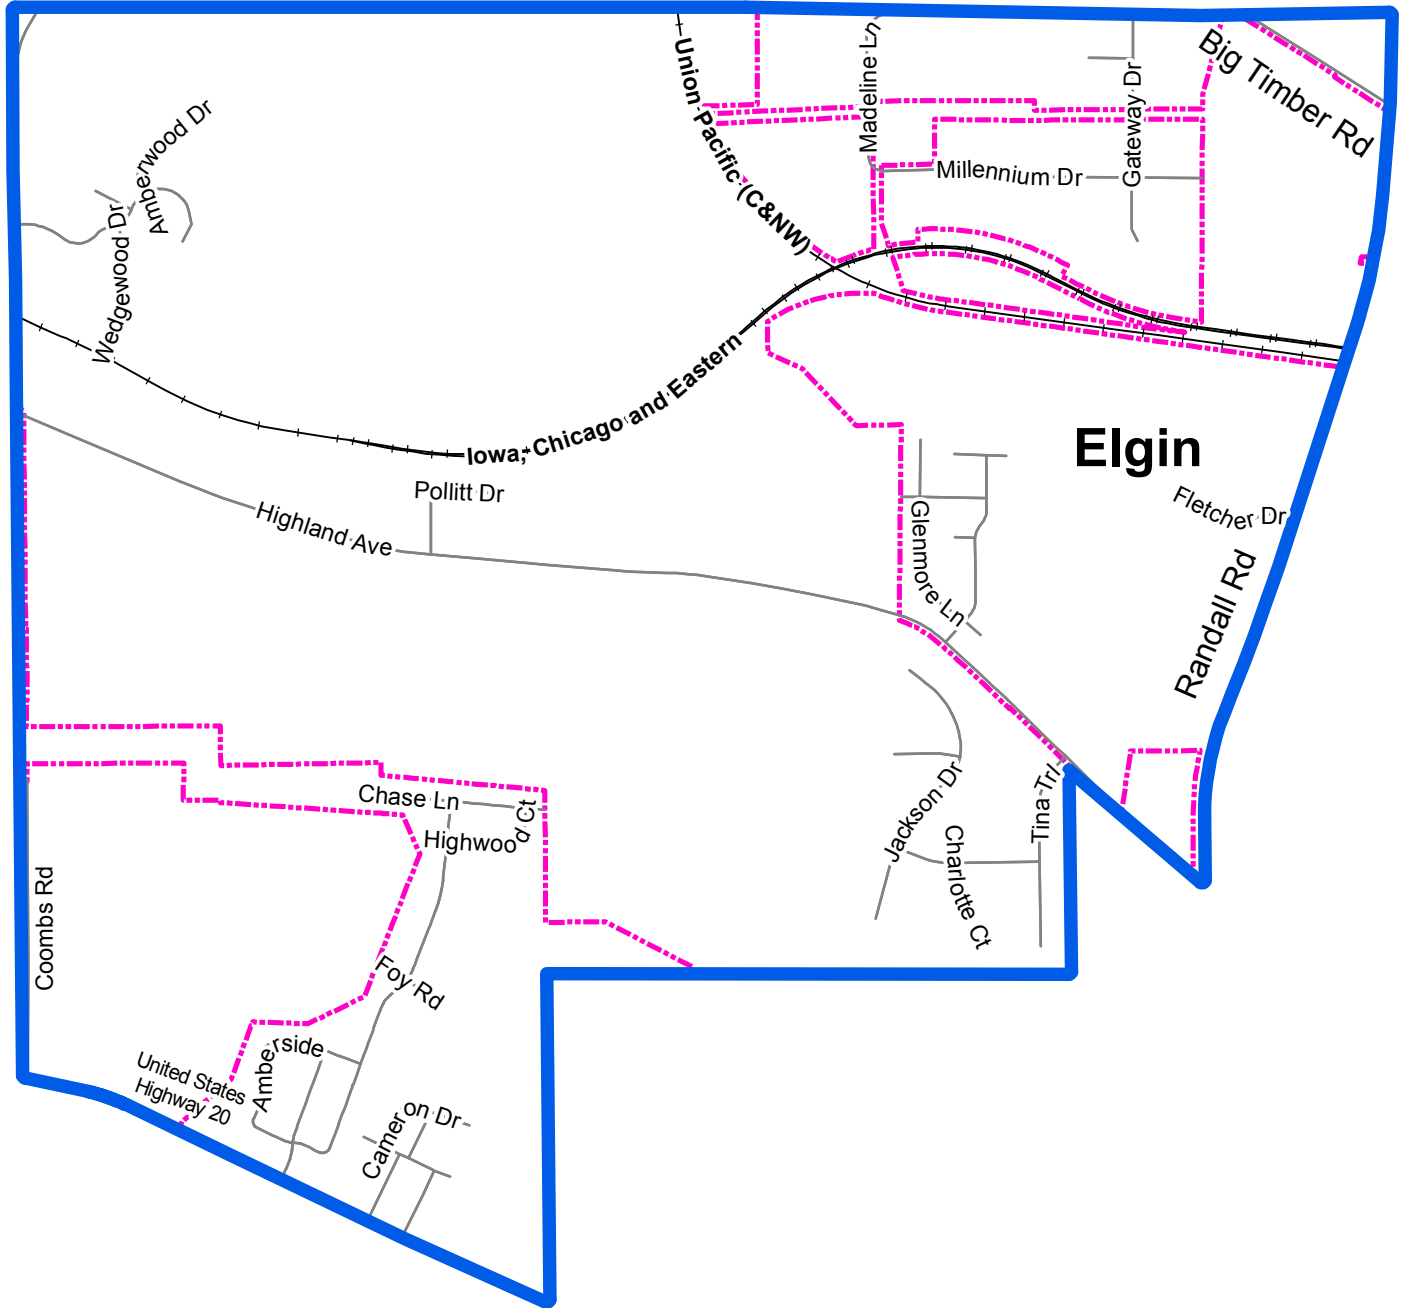 Big Timber Rd
Union Pacific (C&NW)
Madeline Ln
Gateway Dr
Millennium Dr
Amberwood Dr
Wedgewood Dr
Iowa, Chicago and Eastern
Elgin
Pollitt Dr
Highland Ave
Fletcher Dr
Glenmore Ln
Randall Rd
Chase Ln
Highwood Ct
Jackson Dr
Tina Trl
Charlotte Ct
Coombs Rd
Foy Rd
Amberside
United States
Highway 20
Cameron Dr